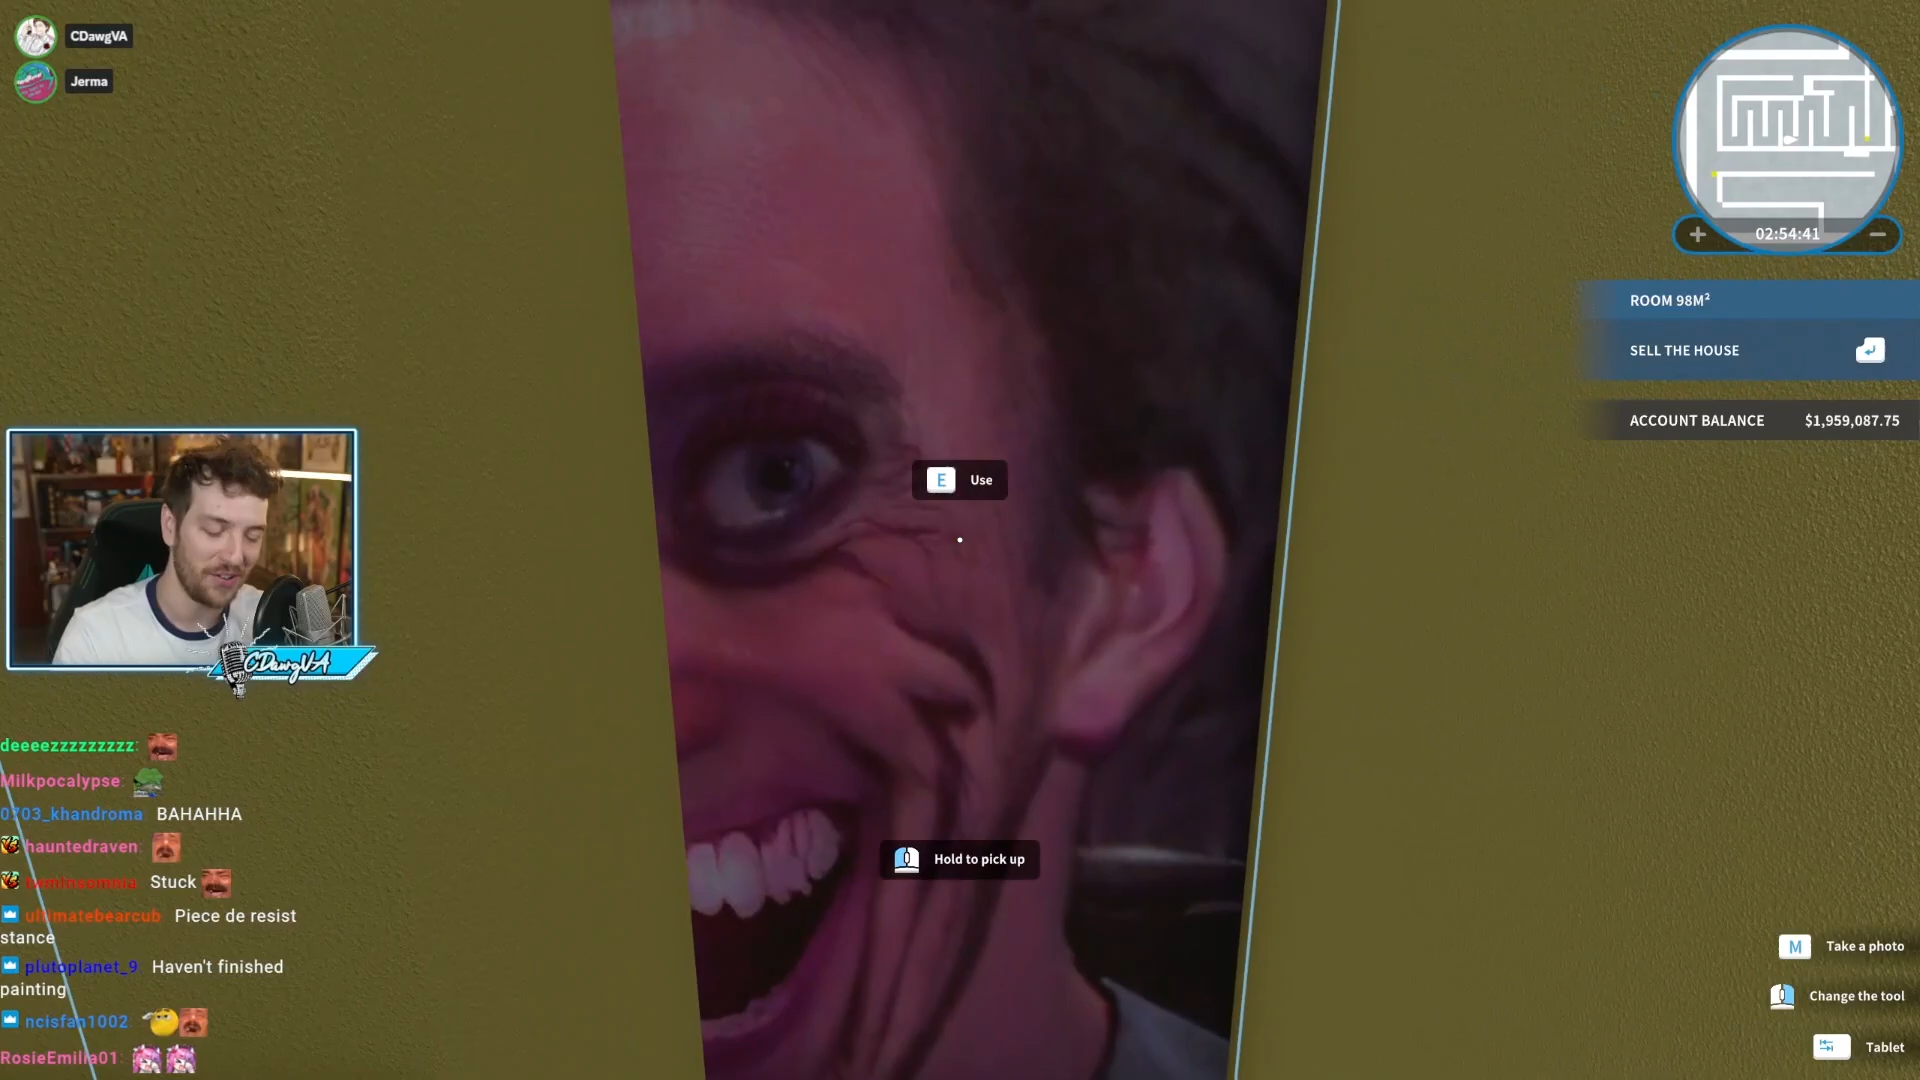 CDawgVA
Jerma
02:54:41
ROOM 98M²
SELL THE HOUSE
ACCOUNT BALANCE $1,959,087.75
E Use
CDawgVA
deeeezzzzzzzzz:
Milkpocalypse:
0703_khandroma BAHAHHA
Hold to pick up
hauntedraven:
Stuck
ultimatebearcub Piece de resist
stance
plutoplanet_9 Haven't finished
painting
M Take a photo
Change the tool
ncisfan1002:
Tablet
RosieEmilia01: